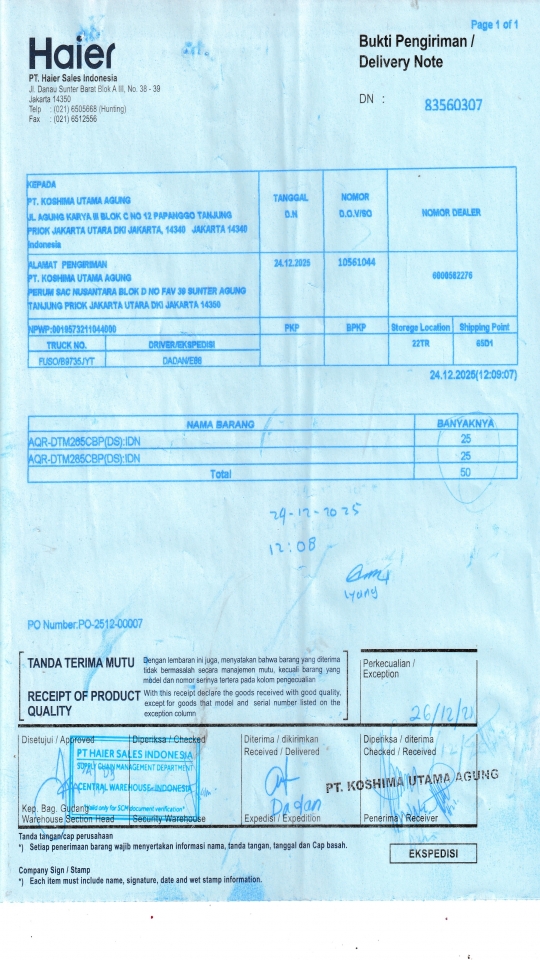 Page 1 of 1
Haier
Bukti Pengiriman /
Delivery Note
PT. Haier Sales Indonesia
Jl. Danau Sunter Barat Blok A III, No. 38 - 39
Jakarta 14350
Telp : (021) 6505668 (Hunting)
Fax : (021) 6512556
DN : 83560307
KEPADA
PT. KOSHIMA UTAMA AGUNG
JL AGUNG KARYA III BLOK C NO 12 PAPANGGO TANJUNG
PRIOK JAKARTA UTARA DKI JAKARTA, 14340 JAKARTA 14340
Indonesia
TANGGAL
D.N
NOMOR
D.O.V/SO
NOMOR DEALER
ALAMAT PENGIRIMAN
PT. KOSHIMA UTAMA AGUNG
PERUM SAC NUSANTARA BLOK D NO FAV 39 SUNTER AGUNG
TANJUNG PRIOK JAKARTA UTARA DKI JAKARTA 14350
24.12.2025
10561044
8800582276
NPWP:0019573211044000
PKP
BPKP
Storege Location
Shipping Point
TRUCK NO.
DRIVER/EKSPEDISI
22TR
65D1
FUSO/B9735JYT
DADAN/E86
24.12.2025(12:09:07)
NAMA BARANG
BANYAKNYA
AQR-DTM265CBP(DS):IDN
25
AQR-DTM265CBP(DS):IDN
25
Total
50
29-12-2025
12:08
PO Number:PO-2512-00007
TANDA TERIMA MUTU
Dengan lembaran ini juga, menyatakan bahwa barang yang diterima
tidak bermasalah secara manajemen mutu, kecuali barang yang
model dan nomor serinya tertera pada kolom pengecualian
RECEIPT OF PRODUCT
QUALITY
With this receipt declare the goods received with good quality,
except for goods that model and serial number listed on the
exception column
Perkecualian /
Exception
Disetujui / Approved
Diperiksa / Checked
Diterima / dikirimkan
Received / Delivered
Diperiksa / diterima
Checked / Received
PT HAIER SALES INDONESIA
SUPPLY CHAIN MANAGEMENT DEPARTMENT
CENTRAL WAREHOUSE INDONESIA
Valid only for SCM document verification*
PT. KOSHIMA UTAMA AGUNG
Dadan
Kep. Bag. Gudang
Warehouse Section Head
Security Warehouse
Expedisi / Expedition
Penerima / Receiver
Tanda tangan/cap perusahaan
*) Setiap penerimaan barang wajib menyertakan informasi nama, tanda tangan, tanggal dan Cap basah.
EKSPEDISI
Company Sign / Stamp
*) Each item must include name, signature, date and wet stamp information.